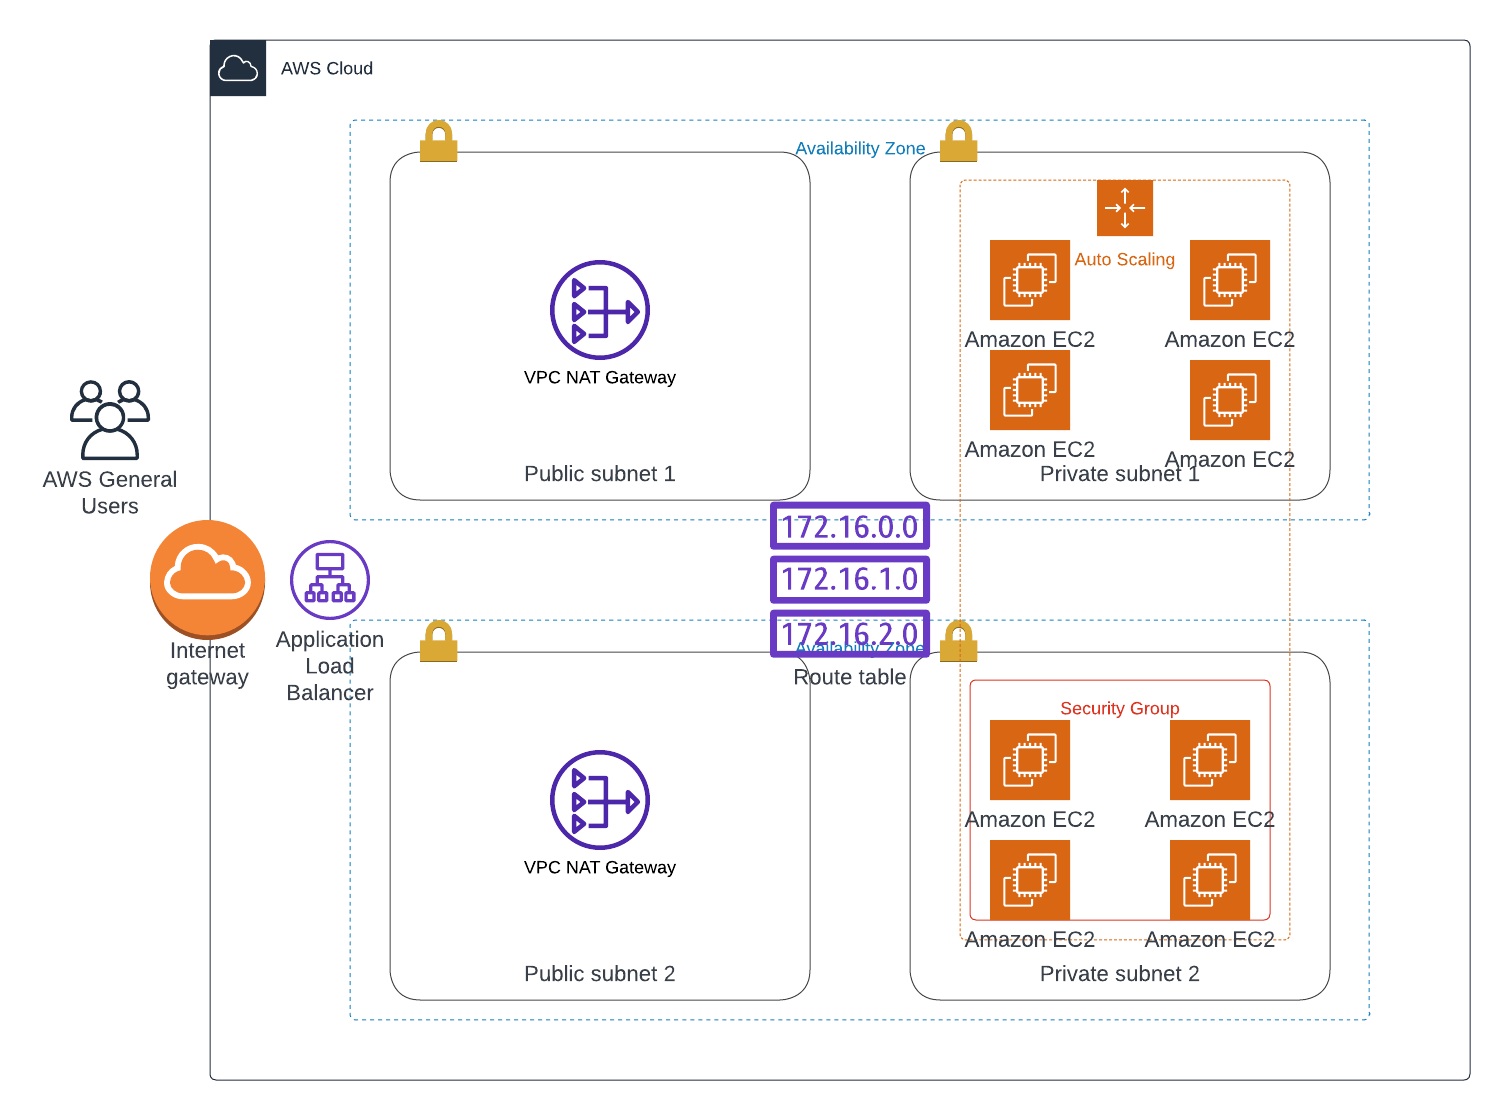 AWS Cloud
Availability Zone
Auto Scaling
Amazon EC2
Amazon EC2
VPC NAT Gateway
Amazon EC2
Amazon EC2
Public subnet 1
Private subnet 1
AWS General
Users
172.16.0.0
172.16.1.0
172.16.2.0
Route table
Internet
gateway
Application
Load
Balancer
Availability Zone
Security Group
Amazon EC2
Amazon EC2
VPC NAT Gateway
Amazon EC2
Amazon EC2
Public subnet 2
Private subnet 2